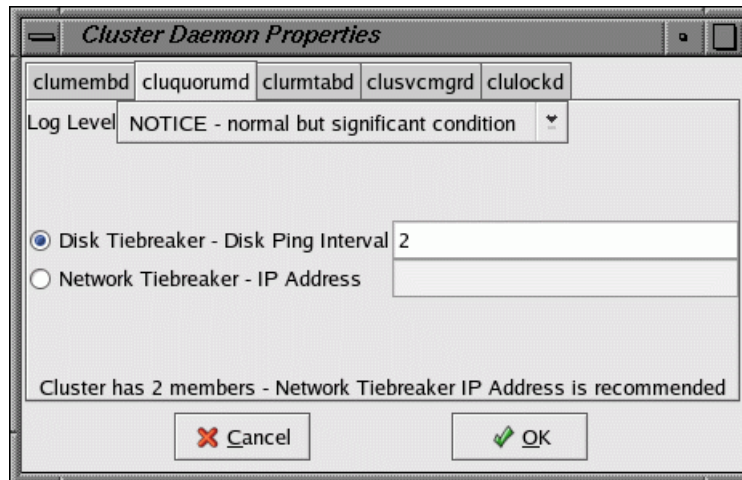 Cluster Daemon Properties
clumembd cluquorumd clurmtabd clusvcmgrd clulockd
Log Level NOTICE - normal but significant condition
Disk Tiebreaker - Disk Ping Interval 2
Network Tiebreaker - IP Address
Cluster has 2 members - Network Tiebreaker IP Address is recommended
Cancel OK